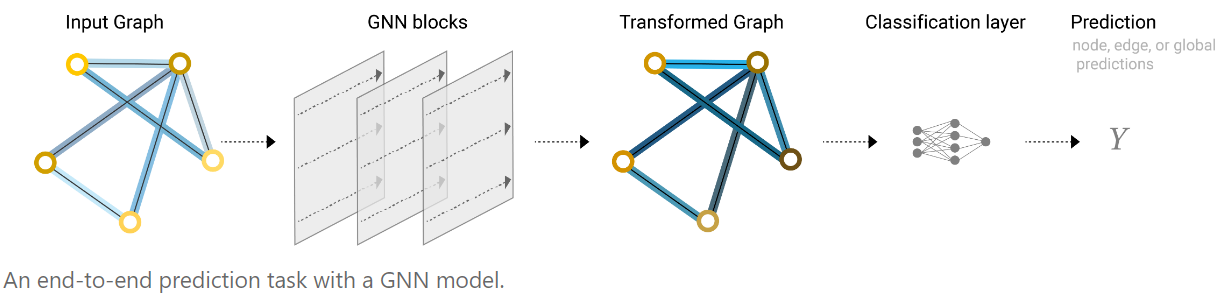 Input Graph
GNN blocks
Transformed Graph
Classification layer
Prediction
node, edge, or global
predictions
Y
An end-to-end prediction task with a GNN model.